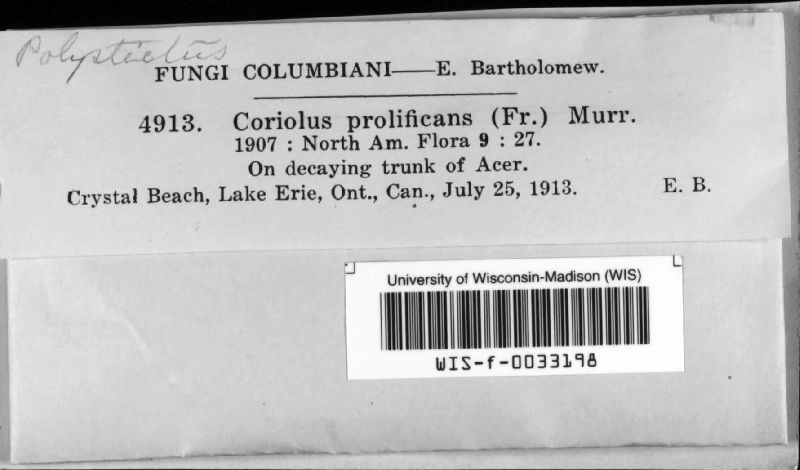 Polystictus
FUNGI COLUMBIANI——E. Bartholomew.
4913. Coriolus prolificans (Fr.) Murr.
1907 : North Am. Flora 9 : 27.
On decaying trunk of Acer.
Crystal Beach, Lake Erie, Ont., Can., July 25, 1913. E. B.
University of Wisconsin-Madison (WIS)
WIS-f-0033198